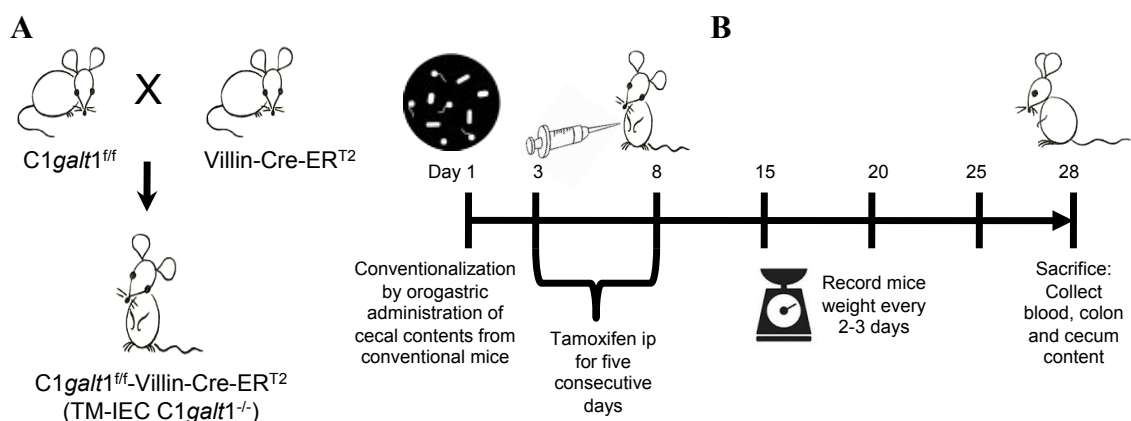 A
X
C1galt1f/f
Villin-Cre-ERT2
C1galt1f/f-Villin-Cre-ERT2
(TM-IEC C1galt1-/-)
B
Day 1
3
8
15
20
25
28
Conventionalization
by orogastric
administration of
cecal contents from
conventional mice
Tamoxifen ip
for five
consecutive
days
Record mice
weight every
2-3 days
Sacrifice:
Collect
blood, colon
and cecum
content